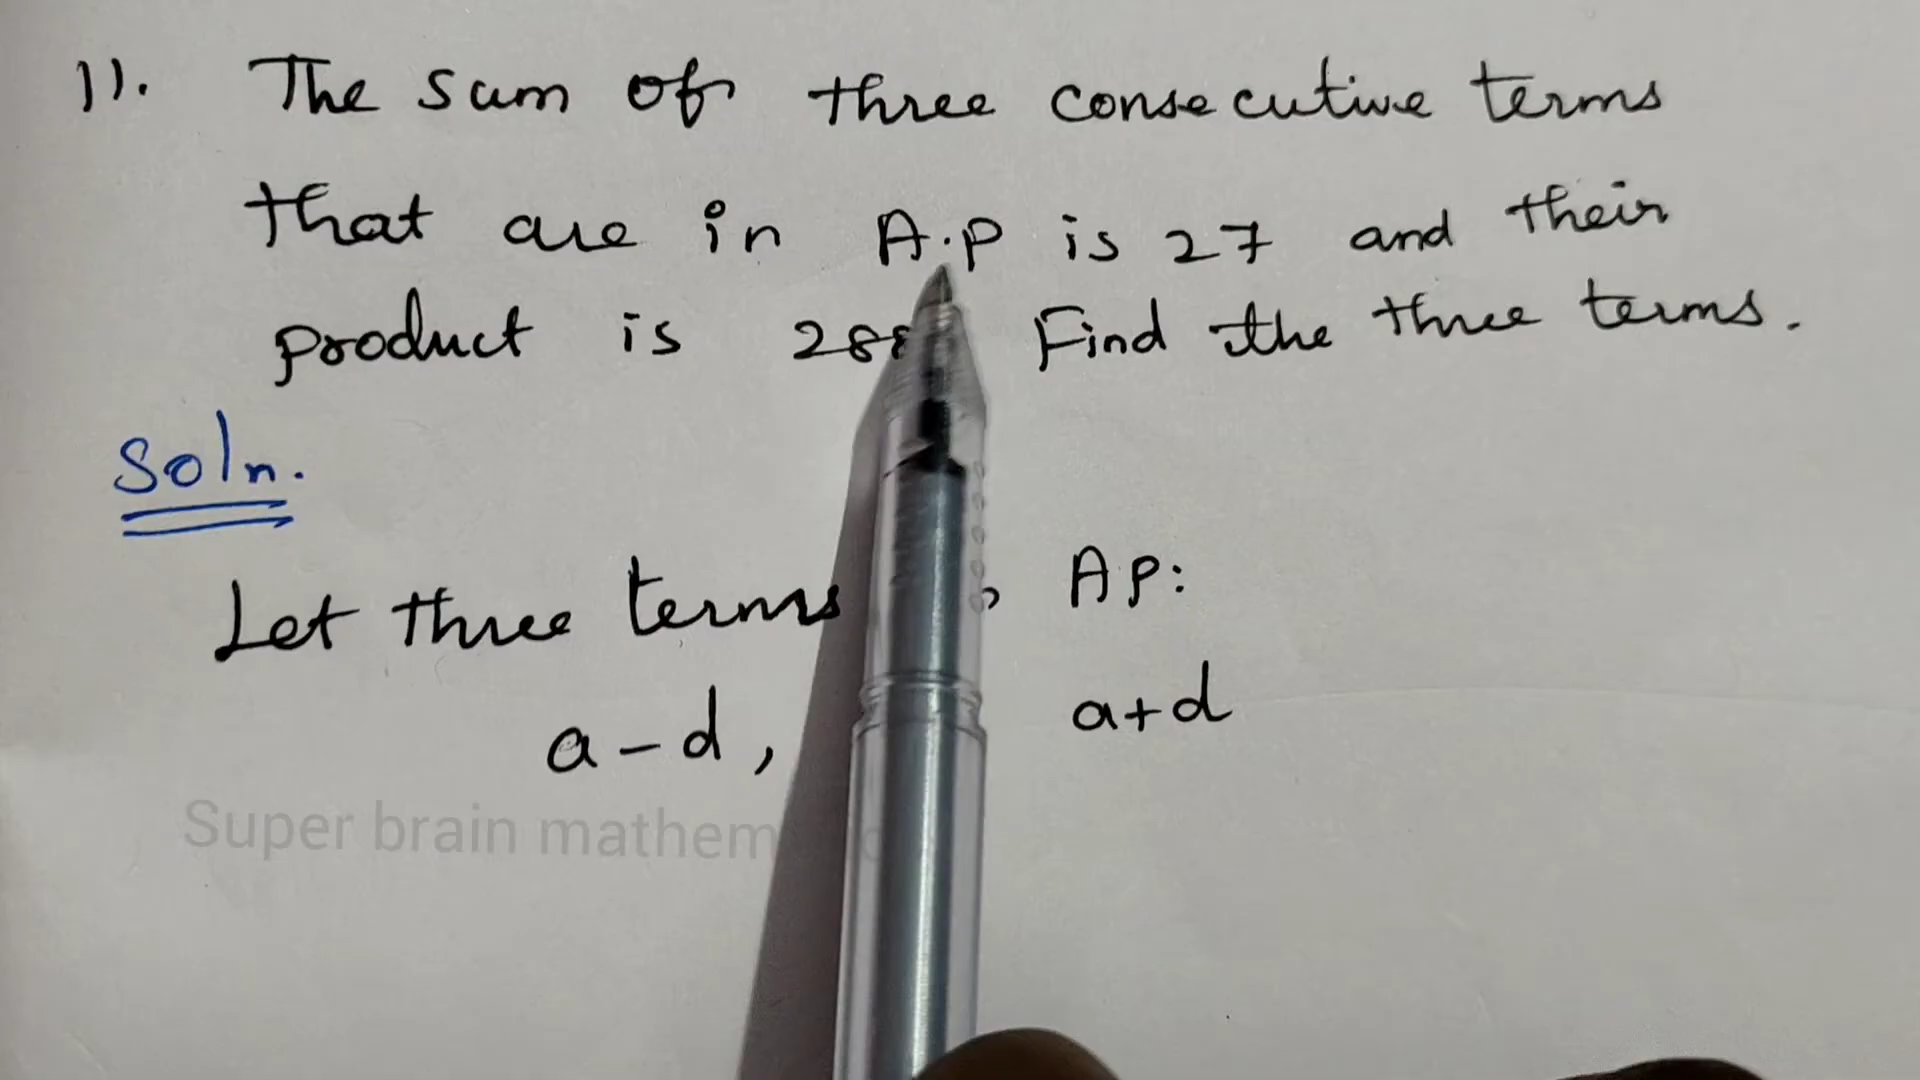 11. The sum of three consecutive terms
that are in A.P is 27 and their
product is 288 Find the three terms.
Soln.
Let three terms , AP:
a-d, a+d
Super brain